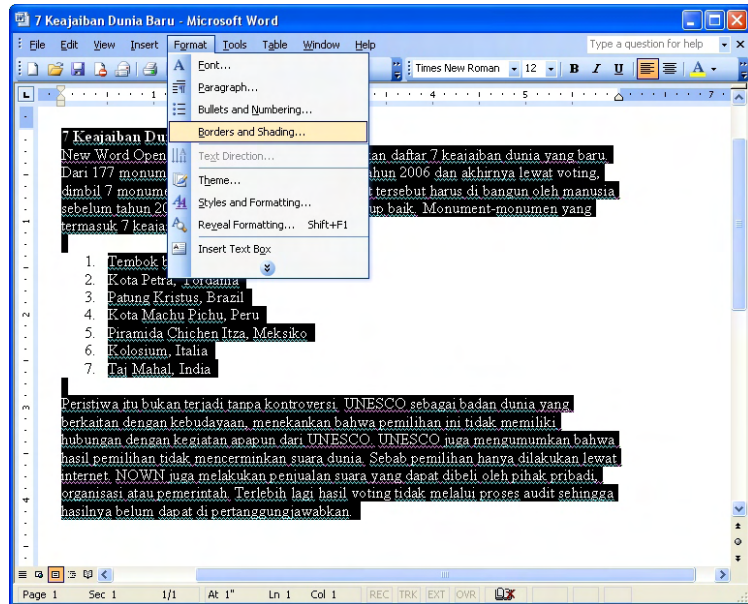 7 Keajaiban Dunia Baru - Microsoft Word
File Edit View Insert Format Tools Table Window Help Type a question for help
Times New Roman 12 B I U A
Font...
Paragraph...
Bullets and Numbering...
Borders and Shading...
Text Direction...
Theme...
Styles and Formatting...
Reveal Formatting... Shift+F1
Insert Text Box
7 Keajaiban
New Word Open an daftar 7 keajaiban dunia yang baru.
Dari 177 monum hun 2006 dan akhirnya lewat voting,
dimbil 7 monume t tersebut harus di bangun oleh manusia
sebelum tahun 20 up baik. Monument-monumen yang
termasuk 7 keaja
1. Tembok
2. Kota Petra, Yordania
3. Patung Kristus, Brazil
4. Kota Machu Pichu, Peru
5. Piramida Chichen Itza, Meksiko
6. Kolosium, Italia
7. Taj Mahal, India
Peristiwa itu bukan terjadi tanpa kontroversi. UNESCO sebagai badan dunia yang
berkaitan dengan kebudayaan, menekankan bahwa pemilihan ini tidak memiliki
hubungan dengan kegiatan apapun dari UNESCO. UNESCO juga mengumumkan bahwa
hasil pemilihan tidak mencerminkan suara dunia. Sebab pemilihan hanya dilakukan lewat
internet. NOWN juga melakukan penjualan suara yang dapat dibeli oleh pihak pribadi,
organisasi atau pemerintah. Terlebih lagi hasil voting tidak melalui proses audit sehingga
hasilnya belum dapat di pertanggungjawabkan.
Page 1 Sec 1 1/1 At 1" Ln 1 Col 1 REC TRK EXT OVR